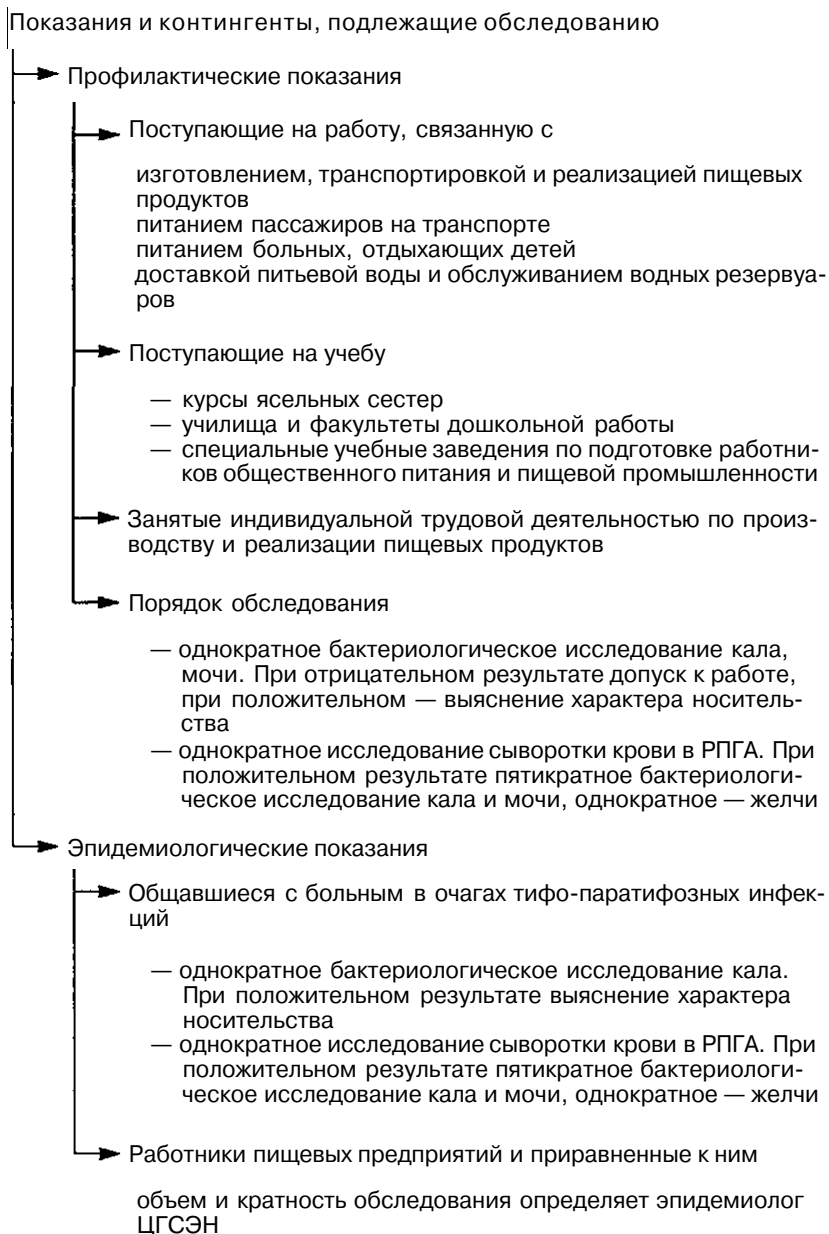 Показания и контингенты, подлежащие обследованию
Профилактические показания
Поступающие на работу, связанную с
изготовлением, транспортировкой и реализацией пищевых
продуктов
питанием пассажиров на транспорте
питанием больных, отдыхающих детей
доставкой питьевой воды и обслуживанием водных резервуа-
ров
Поступающие на учебу
— курсы ясельных сестер
— училища и факультеты дошкольной работы
— специальные учебные заведения по подготовке работни-
ков общественного питания и пищевой промышленности
Занятые индивидуальной трудовой деятельностью по произ-
водству и реализации пищевых продуктов
Порядок обследования
— однократное бактериологическое исследование кала,
мочи. При отрицательном результате допуск к работе,
при положительном — выяснение характера носитель-
ства
— однократное исследование сыворотки крови в РПГА. При
положительном результате пятикратное бактериологи-
ческое исследование кала и мочи, однократное — желчи
Эпидемиологические показания
Общавшиеся с больным в очагах тифо-паратифозных инфек-
ций
— однократное бактериологическое исследование кала.
При положительном результате выяснение характера
носительства
— однократное исследование сыворотки крови в РПГА. При
положительном результате пятикратное бактериологи-
ческое исследование кала и мочи, однократное — желчи
Работники пищевых предприятий и приравненные к ним
объем и кратность обследования определяет эпидемиолог
ЦГСЭН